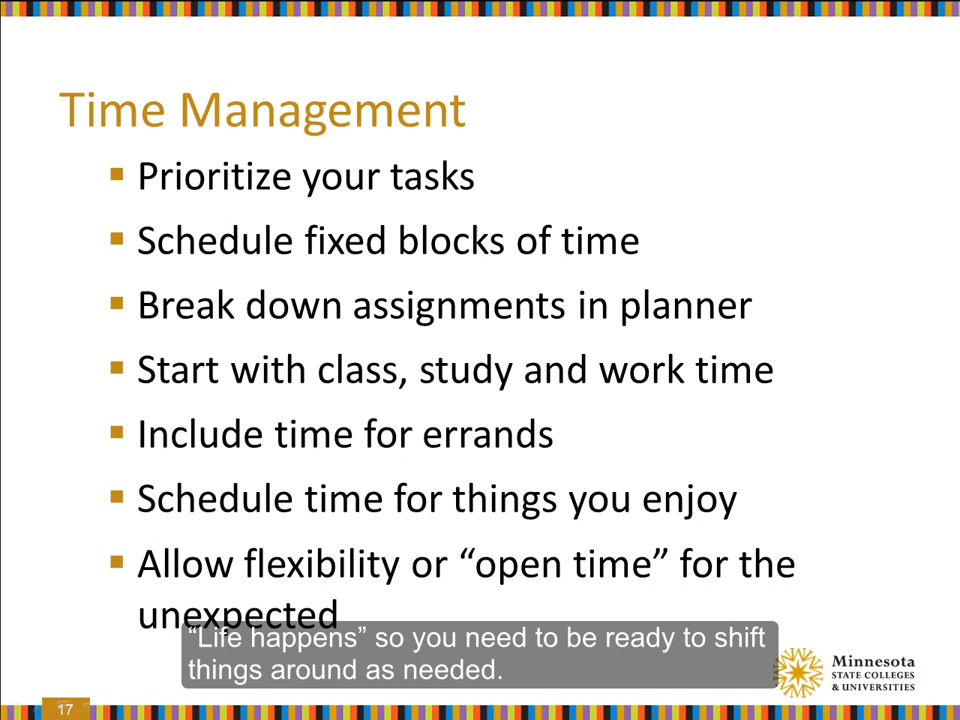 Time Management
▪ Prioritize your tasks
▪ Schedule fixed blocks of time
▪ Break down assignments in planner
▪ Start with class, study and work time
▪ Include time for errands
▪ Schedule time for things you enjoy
▪ Allow flexibility or “open time” for the
unexpected
“Life happens” so you need to be ready to shift
things around as needed.
Minnesota
STATE COLLEGES
& UNIVERSITIES
17